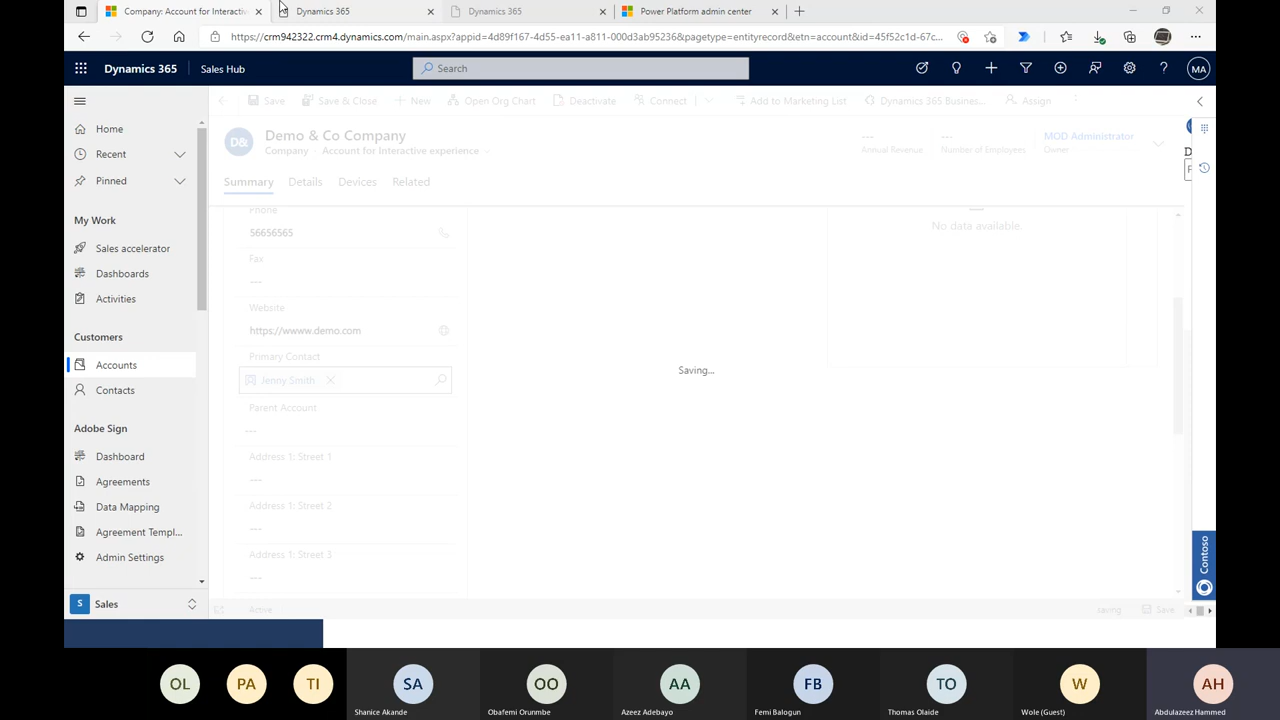 Company: Account for Interactiv
Dynamics 365
Dynamics 365
Power Platform admin center
https://crm942322.crm4.dynamics.com/main.aspx?appid=4d89f167-4d55-ea11-a811-000d3ab95236&pagetype=entityrecord&etn=account&id=45f52c1d-67c...
Dynamics 365
Sales Hub
Search
MA
Save
Save & Close
New
Open Org Chart
Deactivate
Connect
Add to Marketing List
Dynamics 365 Busines...
Assign
Home
Recent
Pinned
My Work
Sales accelerator
Dashboards
Activities
Customers
Accounts
Contacts
Adobe Sign
Dashboard
Agreements
Data Mapping
Agreement Templ...
Admin Settings
S
Sales
D&
Demo & Co Company
Company · Account for Interactive experience
---
Annual Revenue
---
Number of Employees
MOD Administrator
Owner
Summary
Details
Devices
Related
Phone
56656565
Fax
---
Website
https://wwww.demo.com
Primary Contact
Jenny Smith
Parent Account
---
Address 1: Street 1
---
Address 1: Street 2
---
Address 1: Street 3
---
Saving...
No data available.
Active
saving
Save
Contoso
OL
PA
TI
SA
Shanice Akande
OO
Obafemi Orunmbe
AA
Azeez Adebayo
FB
Femi Balogun
TO
Thomas Olaide
W
Wole (Guest)
AH
Abdulazeez Hammed